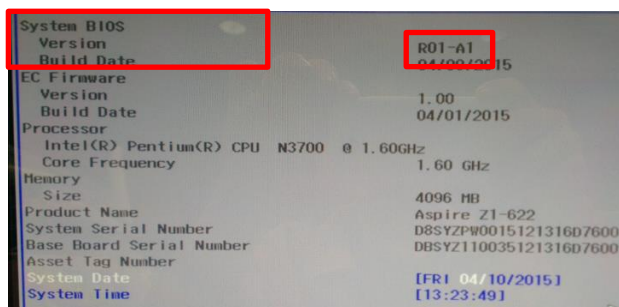 System BIOS
Version R01-A1
Build Date 04/09/2015
EC Firmware
Version 1.00
Build Date 04/01/2015
Processor
Intel(R) Pentium(R) CPU N3700 @ 1.60GHz
Core Frequency 1.60 GHz
Memory
Size 4096 MB
Product Name Aspire Z1-622
System Serial Number D8SYZPW0015121316D7600
Base Board Serial Number DBSYZ110035121316D7600
Asset Tag Number
System Date [FRI 04/10/2015]
System Time [13:23:49]